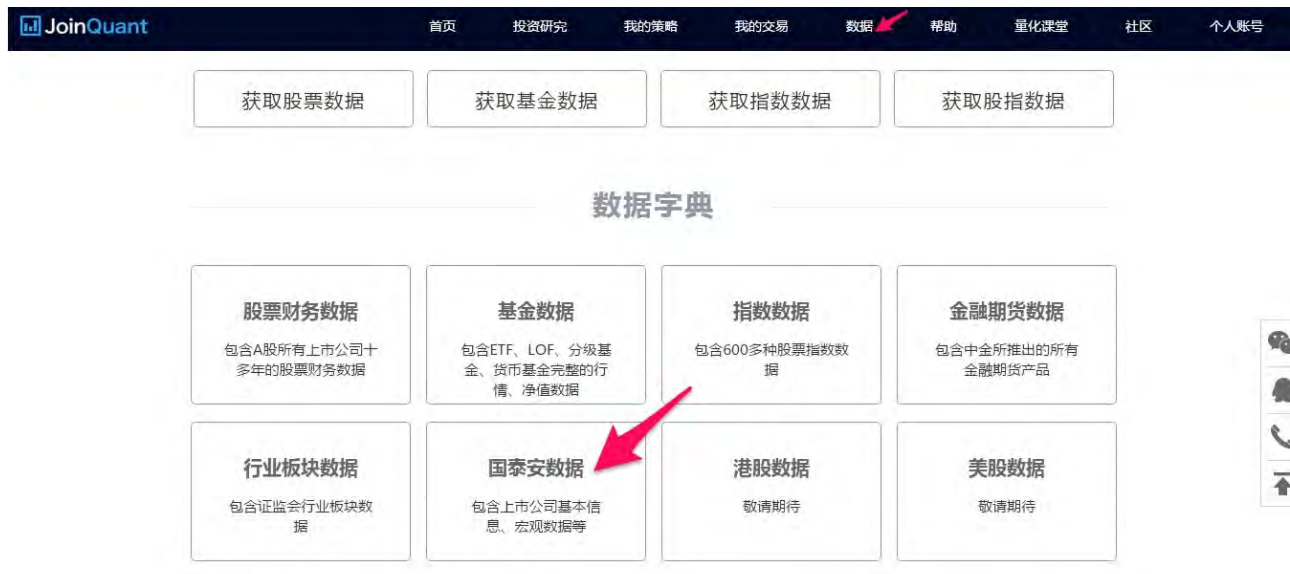 JoinQuant 首页 投资研究 我的策略 我的交易 数据 帮助 量化课堂 社区 个人账号
获取股票数据 获取基金数据 获取指数数据 获取股指数据
数据字典
股票财务数据
包含A股所有上市公司十
多年的股票财务数据
基金数据
包含ETF、LOF、分级基
金、货币基金完整的行
情、净值数据
指数数据
包含600多种股票指数数
据
金融期货数据
包含中金所推出的所有
金融期货产品
行业板块数据
包含证监会行业板块数
据
国泰安数据
包含上市公司基本信
息、宏观数据等
港股数据
敬请期待
美股数据
敬请期待